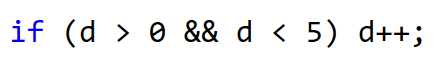 if (d > 0 && d < 5) d++;